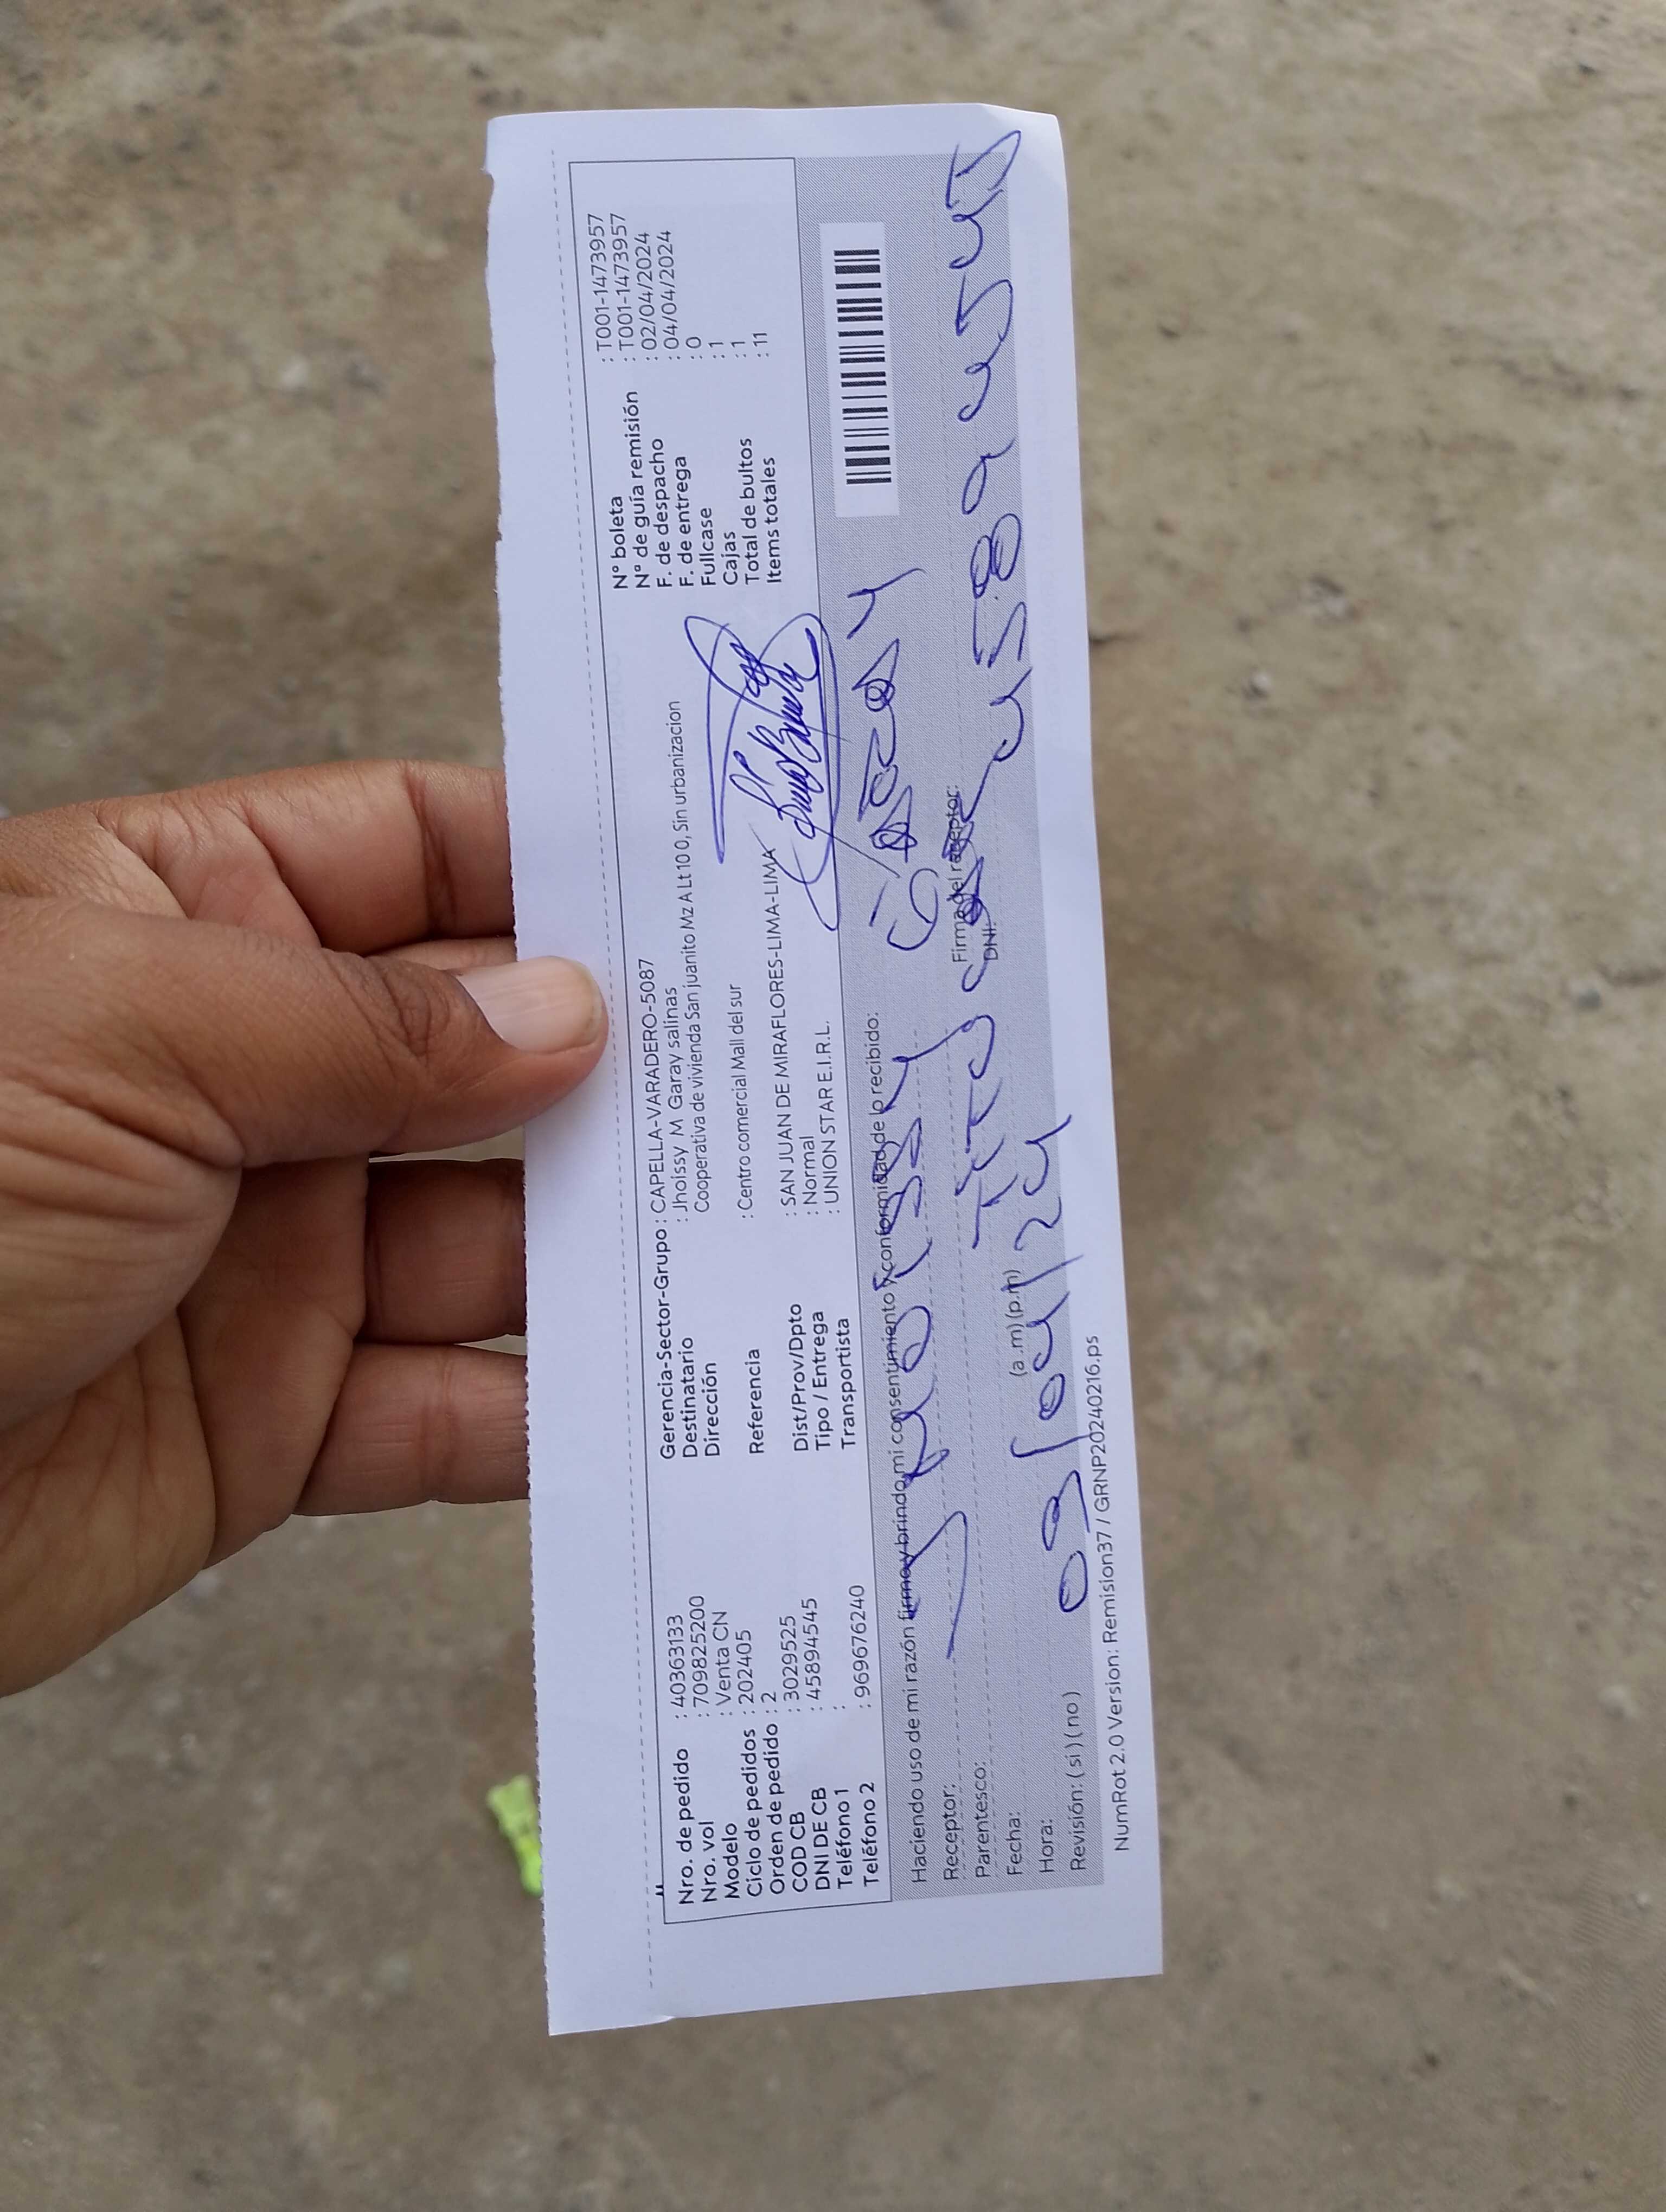 Nro. de pedido : 40363133
Nro. vol : 709825200
Modelo : Venta CN
Ciclo de pedidos : 202405
Orden de pedido : 2
COD CB : 3029525
DNI DE CB : 45894545
Teléfono 1 :
Teléfono 2 : 969676240
Gerencia-Sector-Grupo : CAPELLA-VARADERO-5087
Destinatario : Jhoissy M Garay salinas
Dirección Cooperativa de vivienda San juanito Mz A Lt 10 0, Sin urbanizacion
Referencia : Centro comercial Mall del sur
Dist/Prov/Dpto : SAN JUAN DE MIRAFLORES-LIMA-LIMA
Tipo / Entrega : Normal
Transportista : UNION STAR E.I.R.L.
N° boleta : T001-1473957
N° de guía remisión : T001-1473957
F. de despacho : 02/04/2024
F. de entrega : 04/04/2024
Fullcase : 0
Cajas : 1
Total de bultos : 1
Items totales : 11
Haciendo uso de mi razón firmo y brindo mi consentimiento y conformidad de lo recibido:
Receptor: Garay
Parentesco: Titular 45894545
Firma del receptor:
DNI:
Fecha: 03/04/24
Hora: (a.m) (p.m)
Revisión: ( si ) ( no )
NumRot 2.0 Version: Remision37 / GRNP20240216.ps